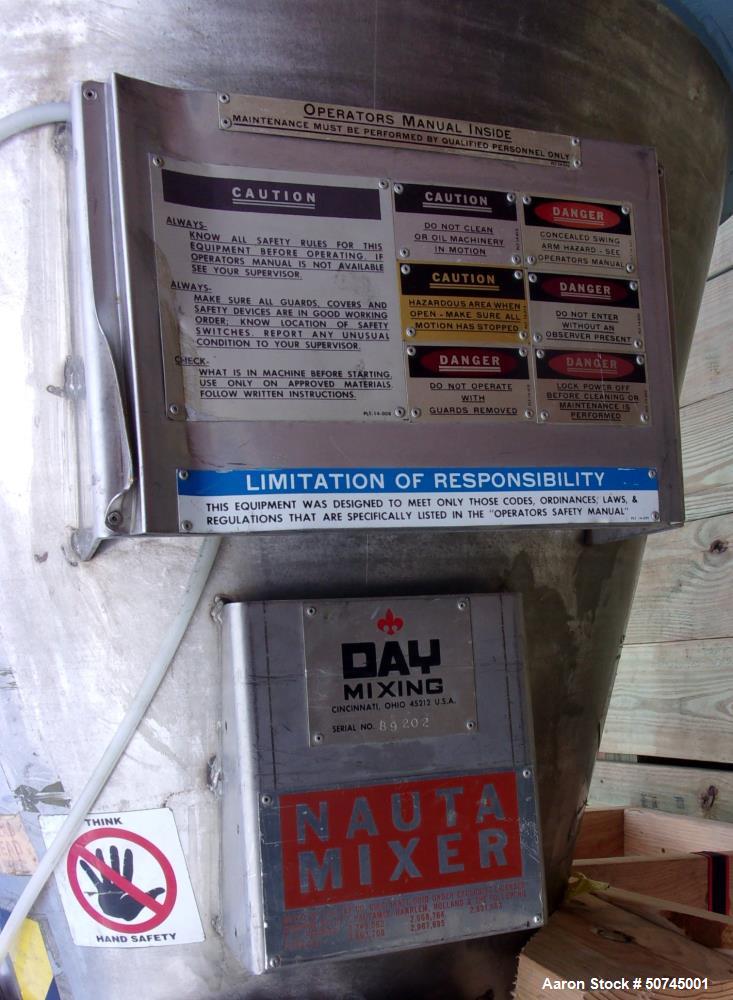 OPERATORS MANUAL INSIDE
MAINTENANCE MUST BE PERFORMED BY QUALIFIED PERSONNEL ONLY
CAUTION
ALWAYS-
KNOW ALL SAFETY RULES FOR THIS
EQUIPMENT BEFORE OPERATING. IF
OPERATORS MANUAL IS NOT AVAILABLE
SEE YOUR SUPERVISOR.
ALWAYS-
MAKE SURE ALL GUARDS, COVERS AND
SAFETY DEVICES ARE IN GOOD WORKING
ORDER; KNOW LOCATION OF SAFETY
SWITCHES. REPORT ANY UNUSUAL
CONDITION TO YOUR SUPERVISOR.
CHECK-
WHAT IS IN MACHINE BEFORE STARTING.
USE ONLY ON APPROVED MATERIALS.
FOLLOW WRITTEN INSTRUCTIONS.
PLT-14-008
CAUTION
DO NOT CLEAN
OR OIL MACHINERY
IN MOTION
DANGER
CONCEALED SWING
ARM HAZARD - SEE
OPERATORS MANUAL
CAUTION
HAZARDOUS AREA WHEN
OPEN - MAKE SURE ALL
MOTION HAS STOPPED
DANGER
DO NOT ENTER
WITHOUT AN
OBSERVER PRESENT
DANGER
DO NOT OPERATE
WITH
GUARDS REMOVED
DANGER
LOCK POWER OFF
BEFORE CLEANING OR
MAINTENANCE IS
PERFORMED
LIMITATION OF RESPONSIBILITY
THIS EQUIPMENT WAS DESIGNED TO MEET ONLY THOSE CODES, ORDINANCES, LAWS, &
REGULATIONS THAT ARE SPECIFICALLY LISTED IN THE "OPERATORS SAFETY MANUAL"
DAY
MIXING
CINCINNATI, OHIO 45212 U.S.A.
SERIAL NO. 89202
NAUTA
MIXER
THINK
HAND SAFETY
Aaron Stock # 50745001